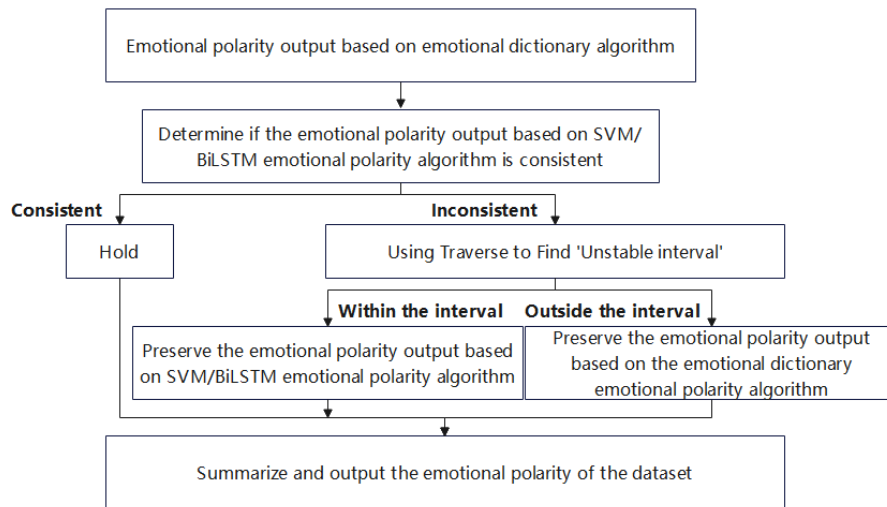 Emotional polarity output based on emotional dictionary algorithm
Determine if the emotional polarity output based on SVM/
BiLSTM emotional polarity algorithm is consistent
Consistent
Inconsistent
Hold
Using Traverse to Find 'Unstable interval'
Within the interval
Outside the interval
Preserve the emotional polarity output based
on SVM/BiLSTM emotional polarity algorithm
Preserve the emotional polarity output
based on the emotional dictionary
emotional polarity algorithm
Summarize and output the emotional polarity of the dataset